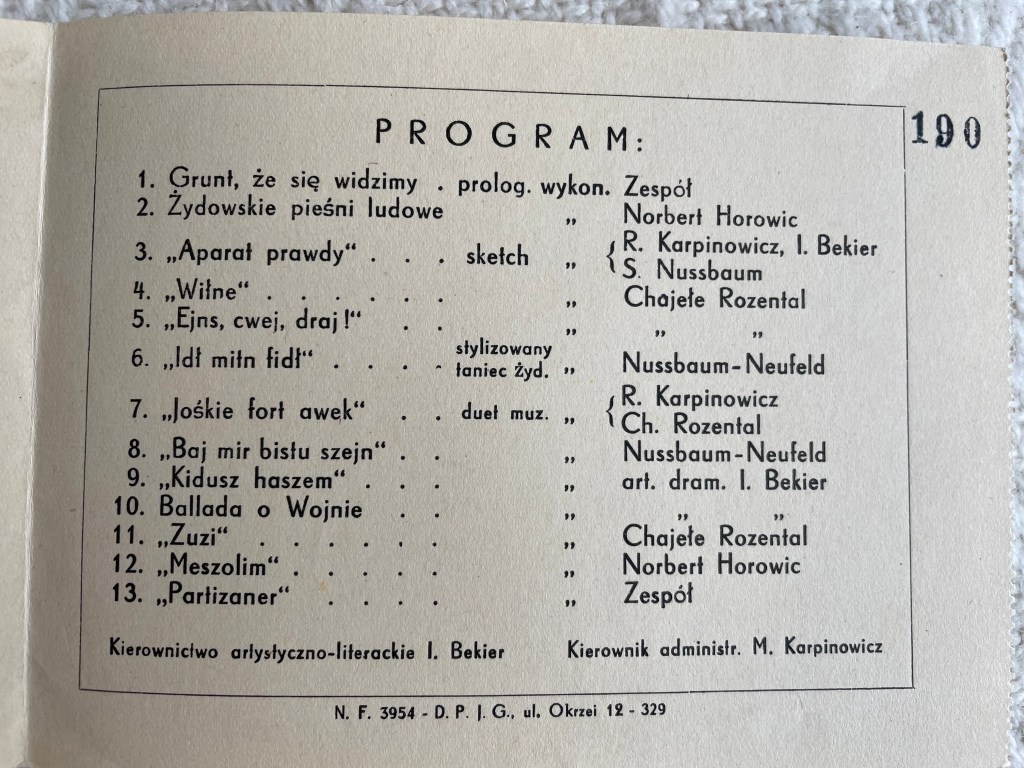 PROGRAM:
190
1. Grunt, że się widzimy . prolog. wykon. Zespół
2. Żydowskie pieśni ludowe „ Norbert Horowic
3. „Aparat prawdy“ . . . sketch „ { R. Karpinowicz, I. Bekier
S. Nussbaum
4. „Wilne“ . . . . . . „ Chajełe Rozental
5. „Ejns, cwej, draj!“ . . „ „ „
6. „Idł mitn fidł“ . . . . stylizowany taniec żyd. „ Nussbaum-Neufeld
7. „Jośkie fort awek“ . . duet muz. „ { R. Karpinowicz
Ch. Rozental
8. „Baj mir bistu szejn“ . . „ Nussbaum-Neufeld
9. „Kidusz haszem“ . . . „ art. dram. I. Bekier
10. Ballada o Wojnie . . „ „ „
11. „Zuzi“ . . . . . . „ Chajełe Rozental
12. „Meszolim“ . . . . . „ Norbert Horowic
13. „Partizaner“ . . . . „ Zespół
Kierownictwo artystyczno-literackie I. Bekier Kierownik administr. M. Karpinowicz
N. F. 3954 - D. P. J. G., ul. Okrzei 12 - 329